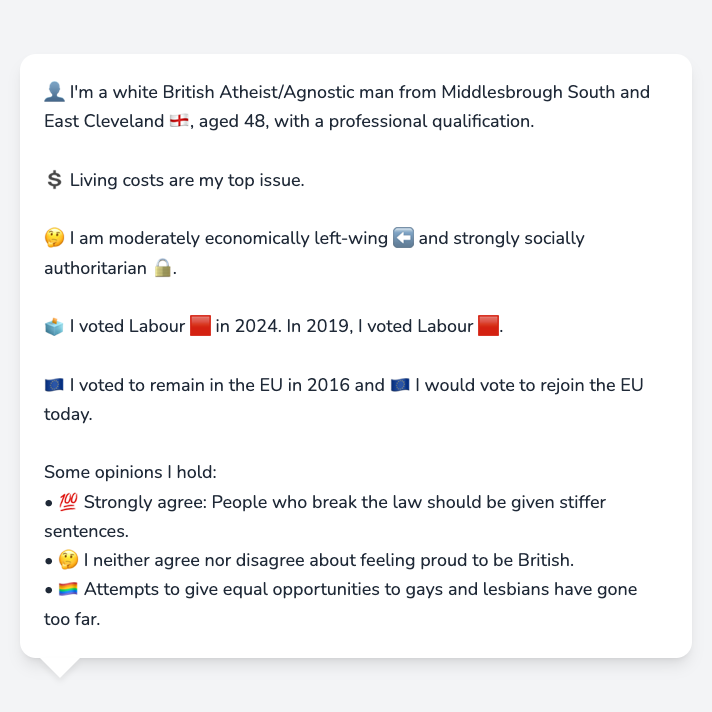 👤 I'm a white British Atheist/Agnostic man from Middlesbrough South and
East Cleveland 🏴󠁧󠁢󠁥󠁮󠁧󠁿, aged 48, with a professional qualification.
💲 Living costs are my top issue.
🤔 I am moderately economically left-wing ⬅️ and strongly socially
authoritarian 🔒.
🗳️ I voted Labour 🟥 in 2024. In 2019, I voted Labour 🟥.
🇪🇺 I voted to remain in the EU in 2016 and 🇪🇺 I would vote to rejoin the EU
today.
Some opinions I hold:
• 💯 Strongly agree: People who break the law should be given stiffer
sentences.
• 🤔 I neither agree nor disagree about feeling proud to be British.
• 🏳️‍🌈 Attempts to give equal opportunities to gays and lesbians have gone
too far.